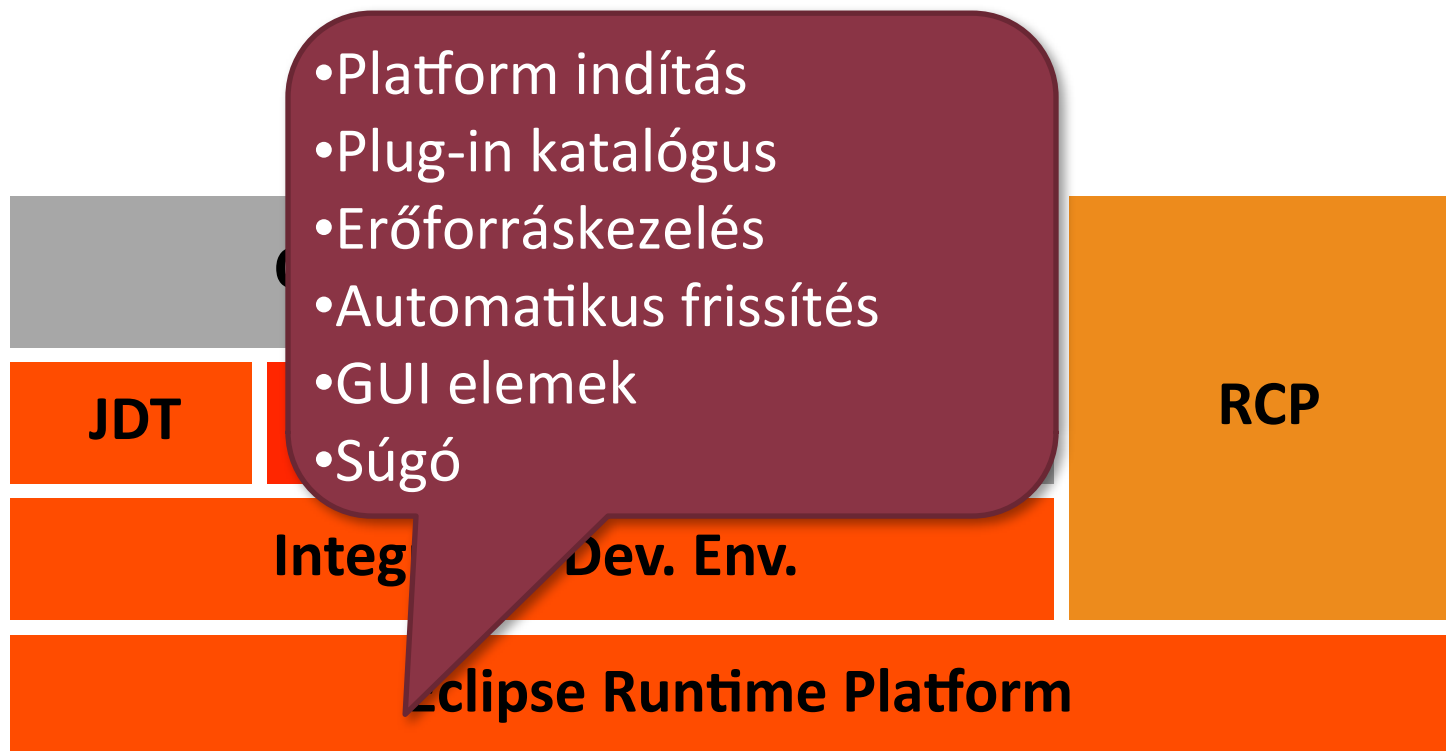 •Platform indítás
•Plug-in katalógus
•Erőforráskezelés
•Automatikus frissítés
•GUI elemek
•Súgó
JDT
RCP
Dev. Env.
Eclipse Runtime Platform